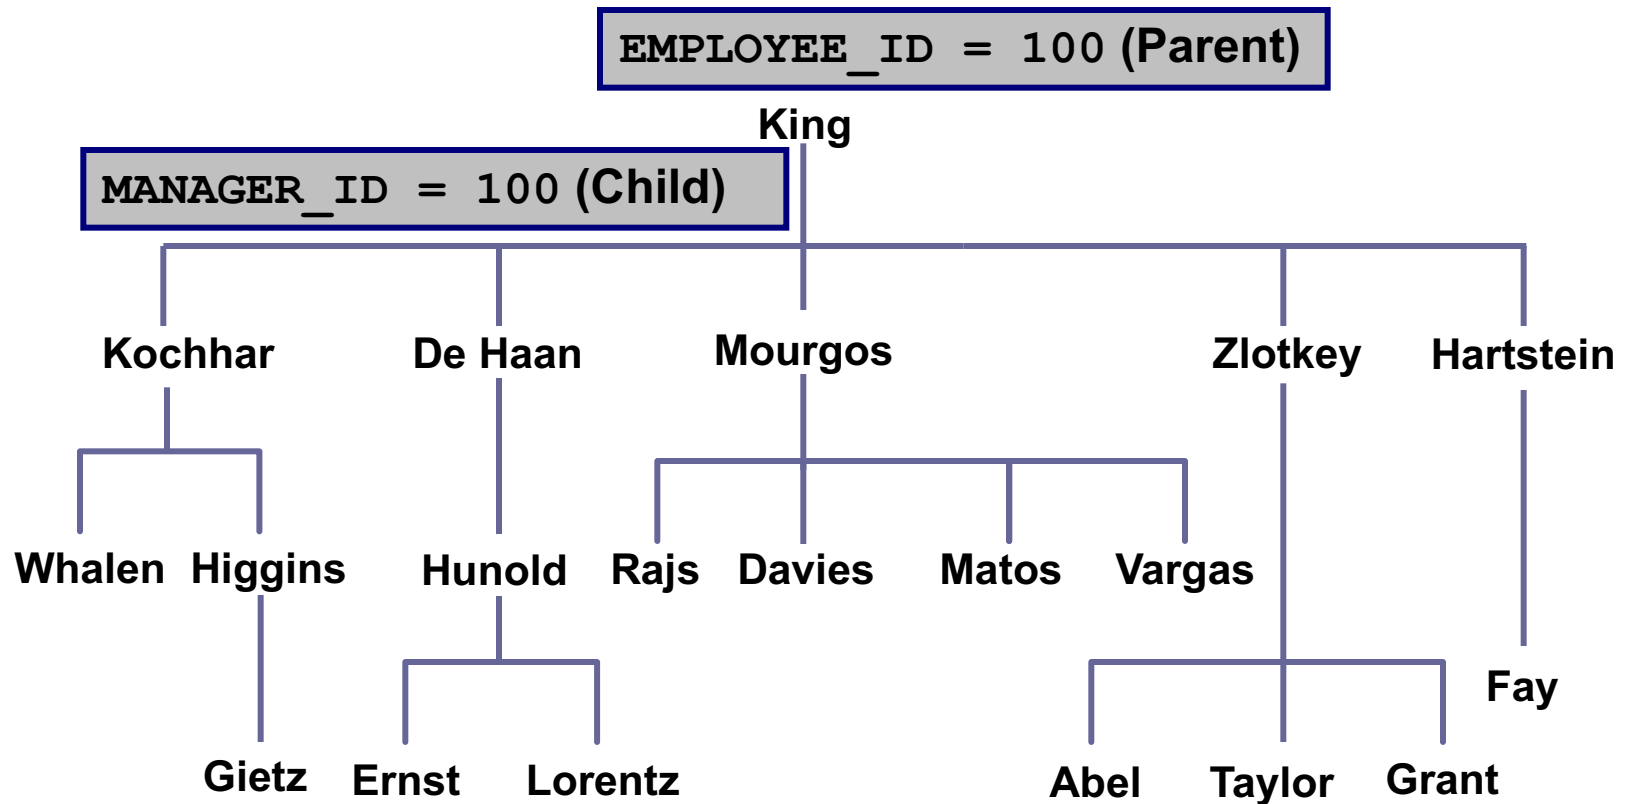 EMPLOYEE_ID = 100 (Parent)
King
MANAGER_ID = 100 (Child)
Kochhar De Haan Mourgos Zlotkey Hartstein
Whalen Higgins Hunold Rajs Davies Matos Vargas
Fay
Gietz Ernst Lorentz Abel Taylor Grant